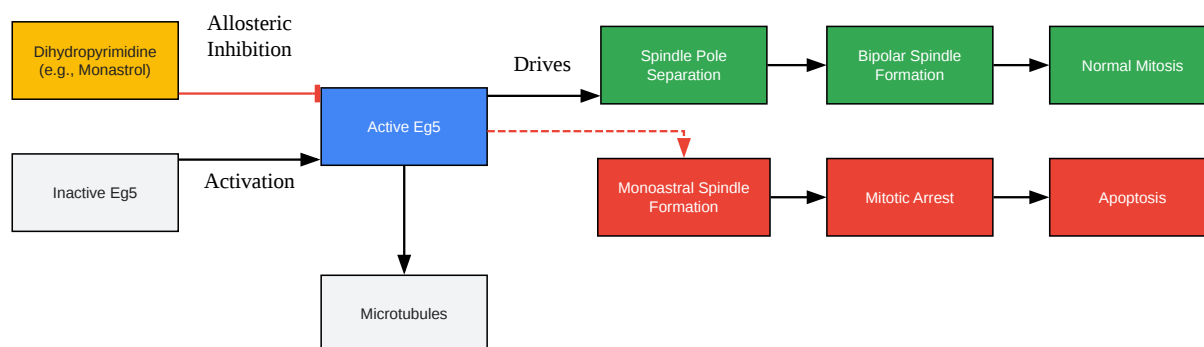 Allosteric
Inhibition
Dihydropyrimidine
(e.g., Monastrol)
Drives
Spindle Pole
Separation
Bipolar Spindle
Formation
Normal Mitosis
Active Eg5
Inactive Eg5
Activation
Monoastral Spindle
Formation
Mitotic Arrest
Apoptosis
Microtubules